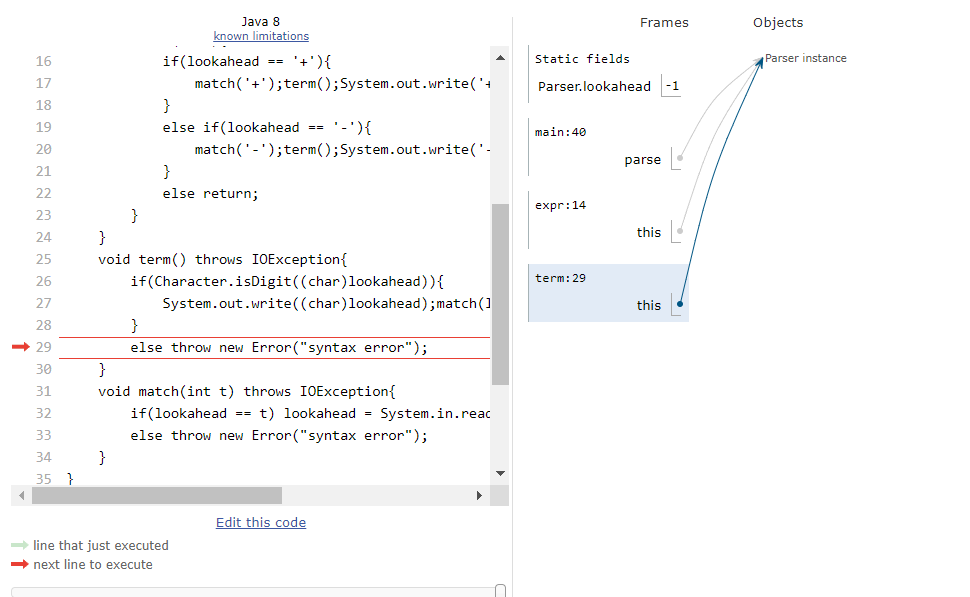 Java 8
known limitations
16 if(lookahead == '+'){
17 match('+');term();System.out.write('+
18 }
19 else if(lookahead == '-'){
20 match('-');term();System.out.write('-
21 }
22 else return;
23 }
24 }
25 void term() throws IOException{
26 if(Character.isDigit((char)lookahead)){
27 System.out.write((char)lookahead);match(l
28 }
29 else throw new Error("syntax error");
30 }
31 void match(int t) throws IOException{
32 if(lookahead == t) lookahead = System.in.read
33 else throw new Error("syntax error");
34 }
35 }
Edit this code
line that just executed
next line to execute
Frames
Objects
Static fields
Parser.lookahead -1
main:40
parse
expr:14
this
term:29
this
Parser instance